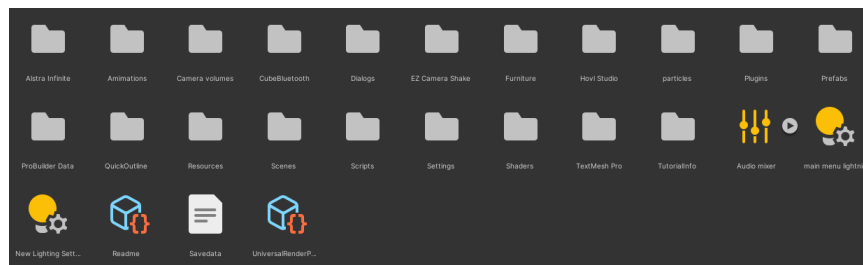 Alstra Infinite
Amimations
Camera volumes
CubeBluetooth
Dialogs
EZ Camera Shake
Furniture
Hovl Studio
particles
Plugins
Prefabs
ProBuilder Data
QuickOutline
Resources
Scenes
Scripts
Settings
Shaders
TextMesh Pro
TutorialInfo
Audio mixer
main menu lightni
New Lighting Sett...
Readme
Savedata
UniversalRenderP...